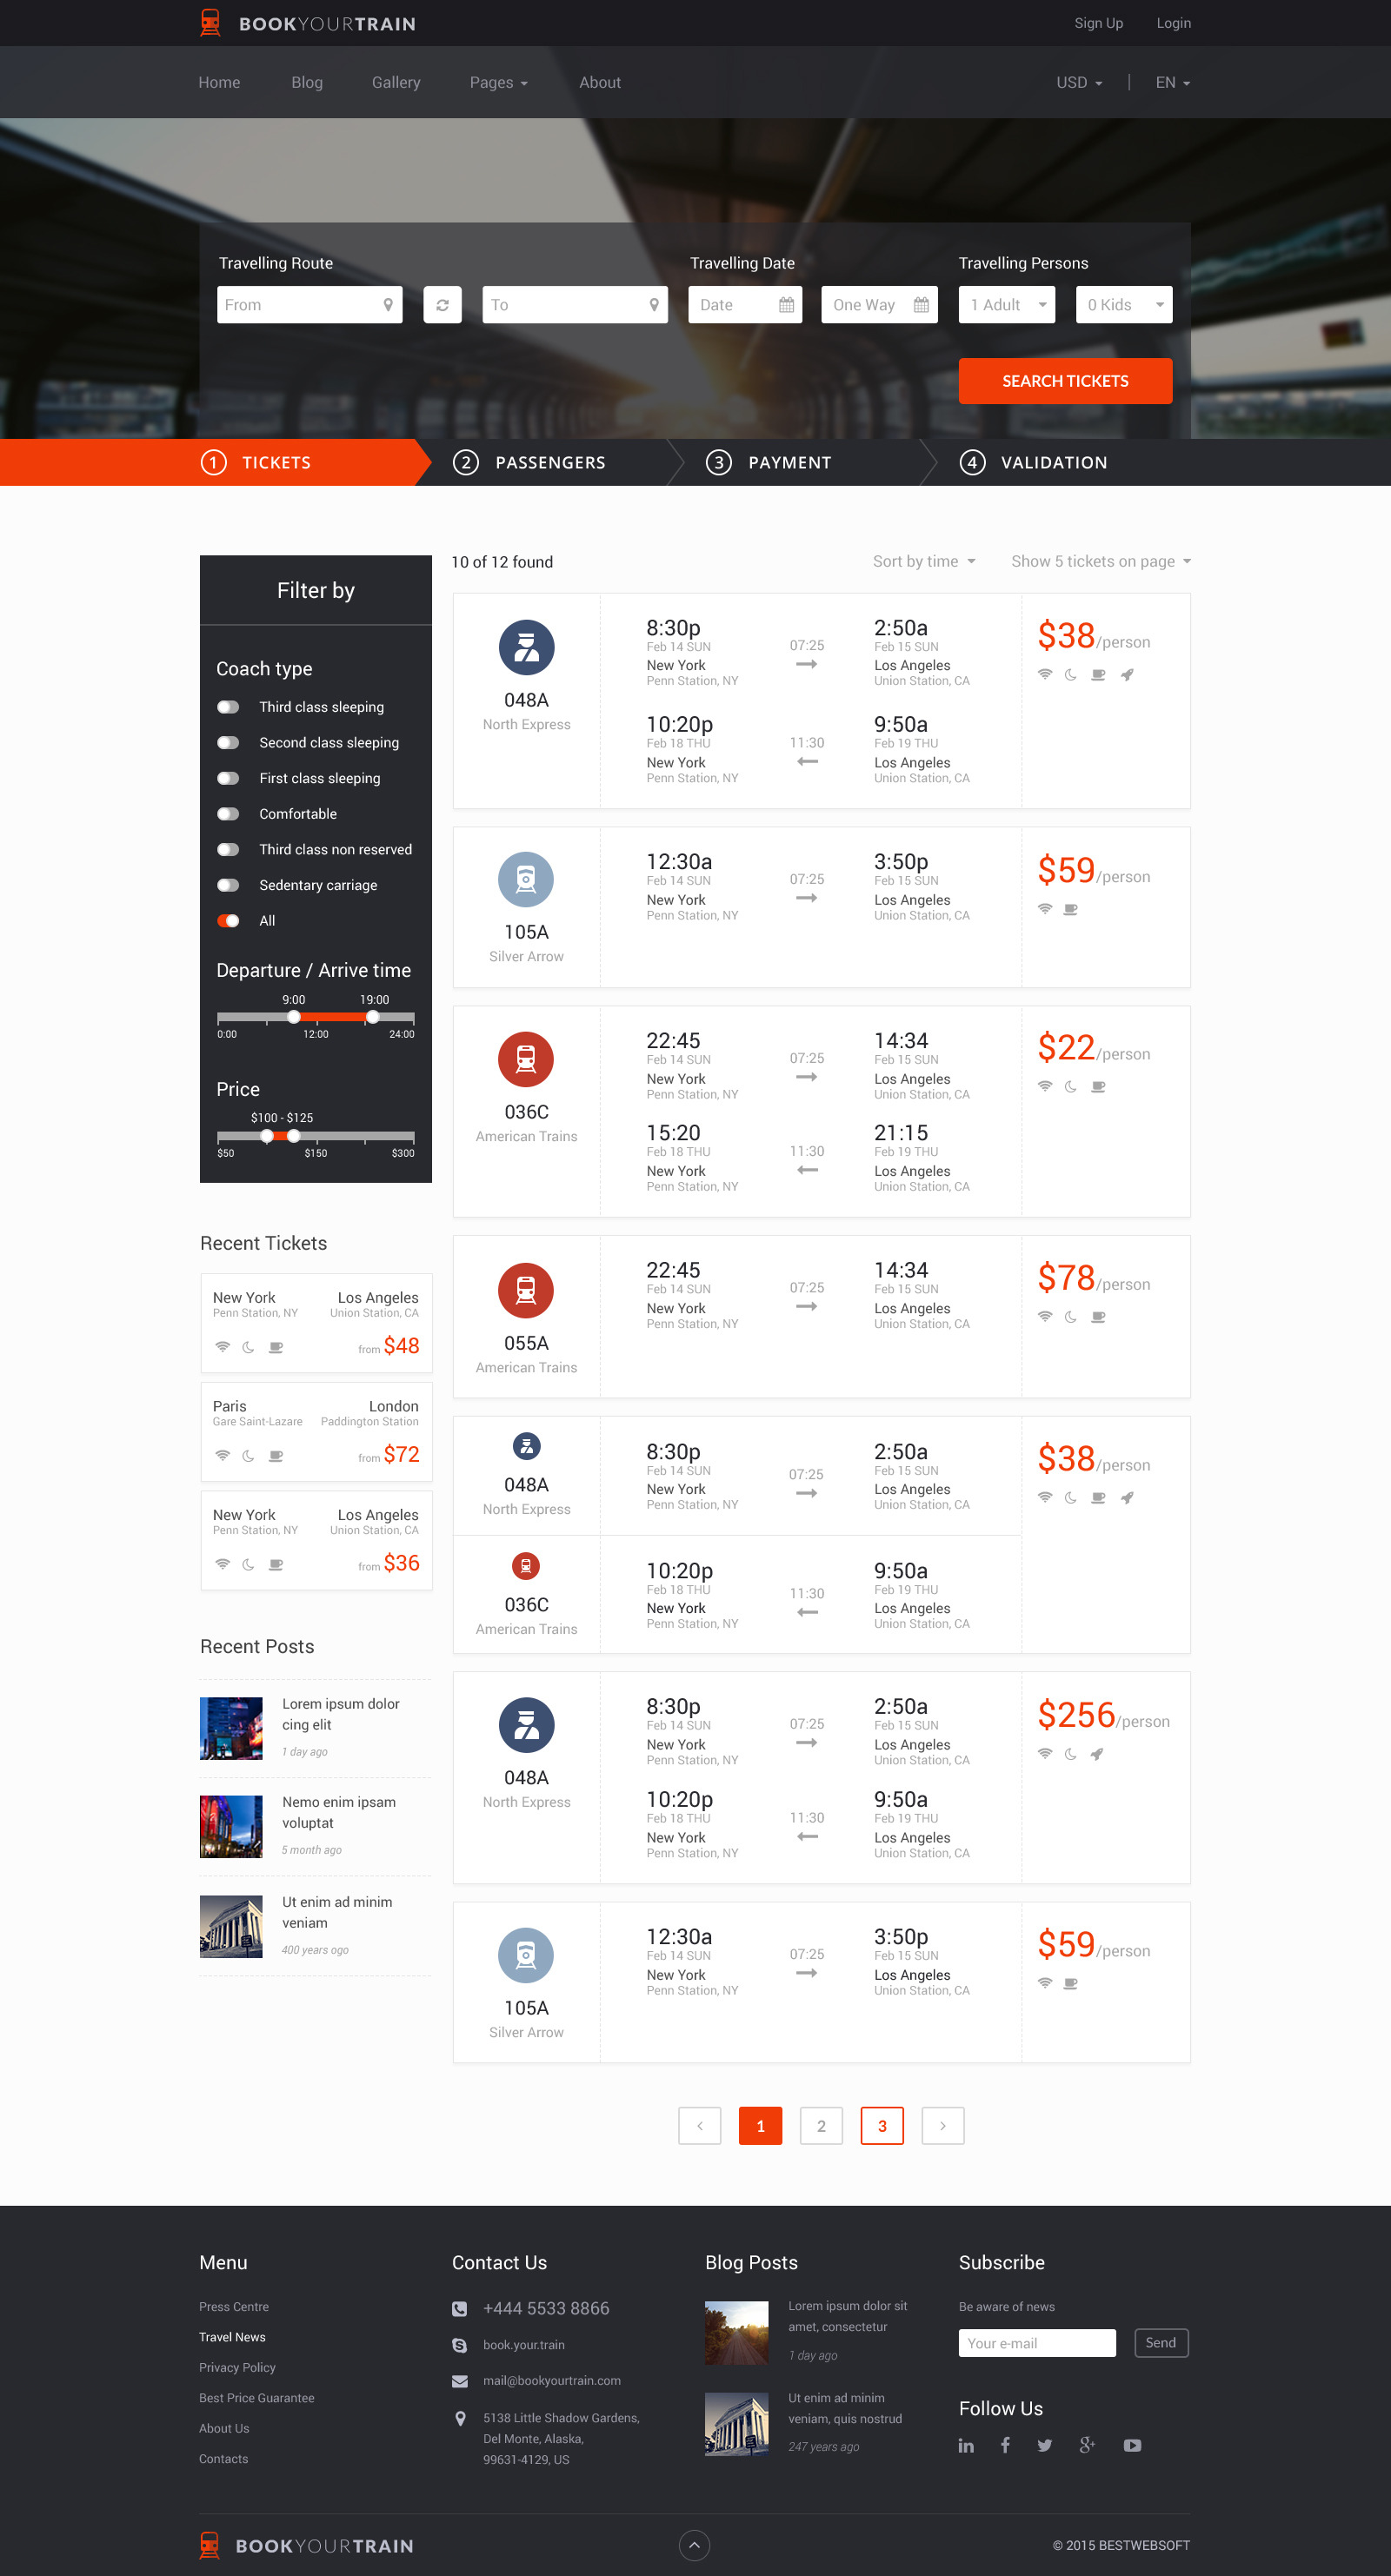 BOOKYOURTRAIN
Sign Up Login
Home Blog Gallery Pages About USD | EN
Travelling Route Travelling Date Travelling Persons
From To Date One Way 1 Adult 0 Kids
SEARCH TICKETS
1 TICKETS 2 PASSENGERS 3 PAYMENT 4 VALIDATION
Filter by
Coach type
Third class sleeping
Second class sleeping
First class sleeping
Comfortable
Third class non reserved
Sedentary carriage
All
Departure / Arrive time
9:00 19:00
0:00 12:00 24:00
Price
$100 - $125
$50 $150 $300
Recent Tickets
New York Los Angeles
Penn Station, NY Union Station, CA
from $48
Paris London
Gare Saint-Lazare Paddington Station
from $72
New York Los Angeles
Penn Station, NY Union Station, CA
from $36
Recent Posts
Lorem ipsum dolor
cing elit
1 day ago
Nemo enim ipsam
voluptat
5 month ago
Ut enim ad minim
veniam
400 years ago
10 of 12 found Sort by time Show 5 tickets on page
048A
North Express
8:30p 2:50a
Feb 14 SUN 07:25 Feb 15 SUN
New York Los Angeles
Penn Station, NY Union Station, CA
10:20p 9:50a
Feb 18 THU 11:30 Feb 19 THU
New York Los Angeles
Penn Station, NY Union Station, CA
$38/person
105A
Silver Arrow
12:30a 3:50p
Feb 14 SUN 07:25 Feb 15 SUN
New York Los Angeles
Penn Station, NY Union Station, CA
$59/person
036C
American Trains
22:45 14:34
Feb 14 SUN 07:25 Feb 15 SUN
New York Los Angeles
Penn Station, NY Union Station, CA
15:20 21:15
Feb 18 THU 11:30 Feb 19 THU
New York Los Angeles
Penn Station, NY Union Station, CA
$22/person
055A
American Trains
22:45 14:34
Feb 14 SUN 07:25 Feb 15 SUN
New York Los Angeles
Penn Station, NY Union Station, CA
$78/person
048A
North Express
8:30p 2:50a
Feb 14 SUN 07:25 Feb 15 SUN
New York Los Angeles
Penn Station, NY Union Station, CA
$38/person
036C
American Trains
10:20p 9:50a
Feb 18 THU 11:30 Feb 19 THU
New York Los Angeles
Penn Station, NY Union Station, CA
048A
North Express
8:30p 2:50a
Feb 14 SUN 07:25 Feb 15 SUN
New York Los Angeles
Penn Station, NY Union Station, CA
10:20p 9:50a
Feb 18 THU 11:30 Feb 19 THU
New York Los Angeles
Penn Station, NY Union Station, CA
$256/person
105A
Silver Arrow
12:30a 3:50p
Feb 14 SUN 07:25 Feb 15 SUN
New York Los Angeles
Penn Station, NY Union Station, CA
$59/person
< 1 2 3 >
Menu
Press Centre
Travel News
Privacy Policy
Best Price Guarantee
About Us
Contacts
Contact Us
+444 5533 8866
book.your.train
mail@bookyourtrain.com
5138 Little Shadow Gardens,
Del Monte, Alaska,
99631-4129, US
Blog Posts
Lorem ipsum dolor sit
amet, consectetur
1 day ago
Ut enim ad minim
veniam, quis nostrud
247 years ago
Subscribe
Be aware of news
Your e-mail Send
Follow Us
BOOKYOURTRAIN
© 2015 BESTWEBSOFT